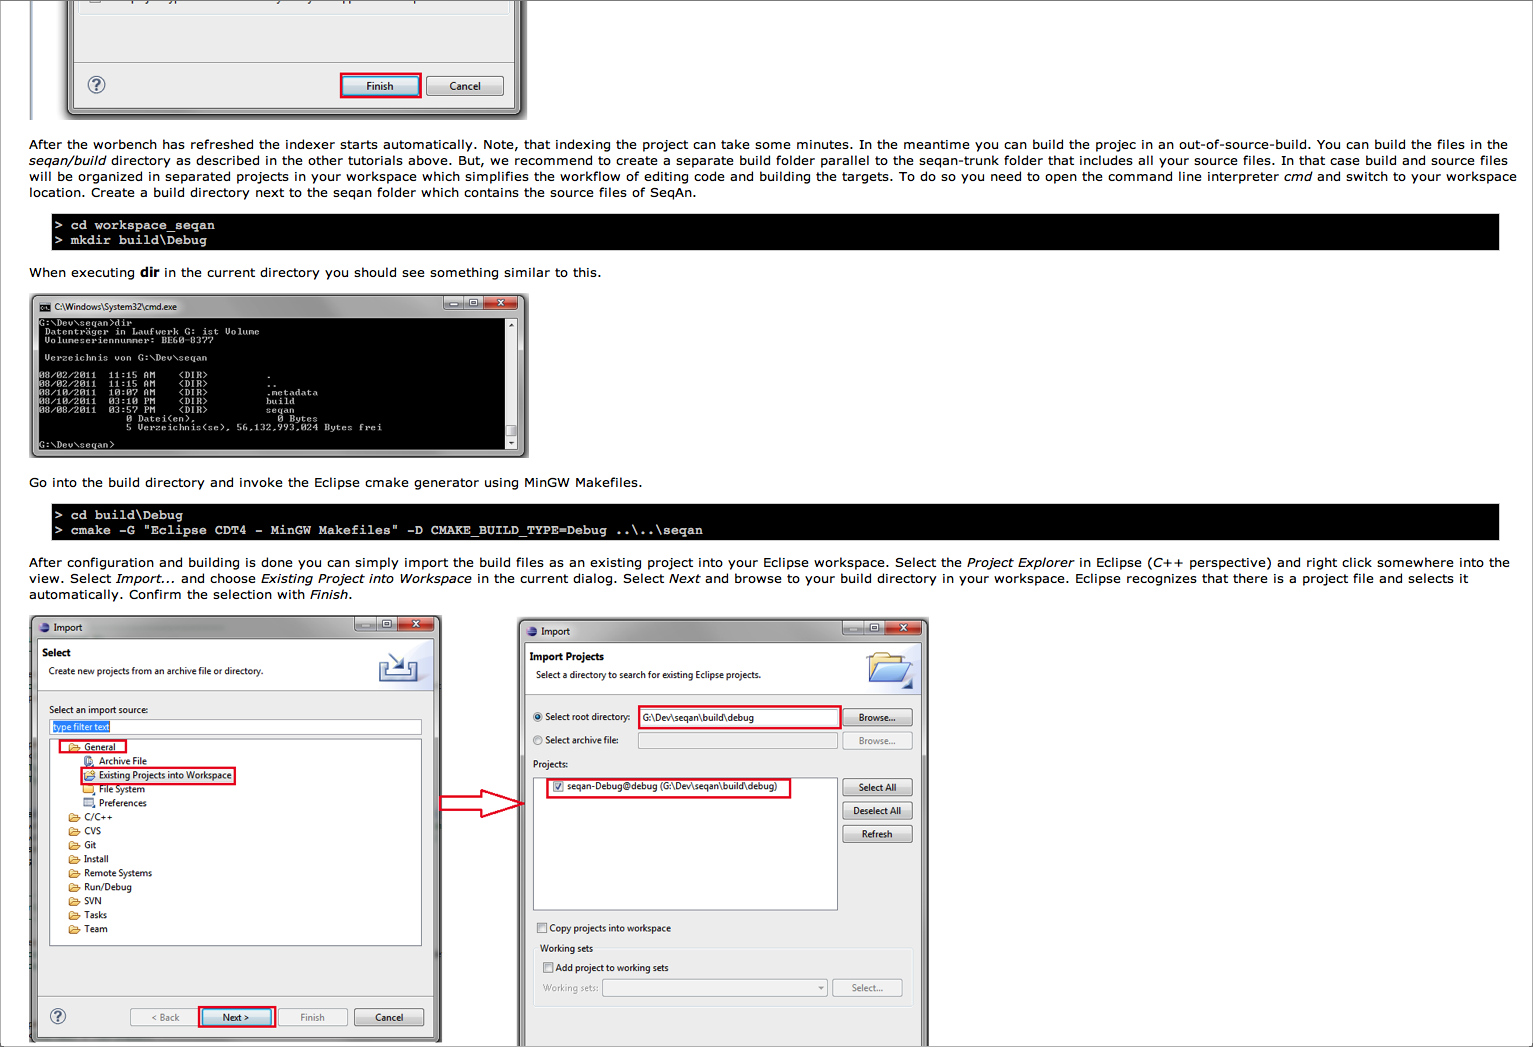 Finish
Cancel
After the worbench has refreshed the indexer starts automatically. Note, that indexing the project can take some minutes. In the meantime you can build the projec in an out-of-source-build. You can build the files in the
seqan/build directory as described in the other tutorials above. But, we recommend to create a separate build folder parallel to the seqan-trunk folder that includes all your source files. In that case build and source files
will be organized in separated projects in your workspace which simplifies the workflow of editing code and building the targets. To do so you need to open the command line interpreter cmd and switch to your workspace
location. Create a build directory next to the seqan folder which contains the source files of SeqAn.
> cd workspace_seqan
> mkdir build\Debug
When executing dir in the current directory you should see something similar to this.
C:\Windows\System32\cmd.exe
G:\Dev\seqan>dir
Datenträger in Laufwerk G: ist Volume
Volumeseriennummer: BE60-8377
Verzeichnis von G:\Dev\seqan
08/02/2011 11:15 AM <DIR> .
08/02/2011 11:15 AM <DIR> ..
08/10/2011 10:07 AM <DIR> .metadata
08/10/2011 03:10 PM <DIR> build
08/08/2011 03:57 PM <DIR> seqan
0 Datei(en), 0 Bytes
5 Verzeichnis(se), 56,132,993,024 Bytes frei
G:\Dev\seqan>
Go into the build directory and invoke the Eclipse cmake generator using MinGW Makefiles.
> cd build\Debug
> cmake -G "Eclipse CDT4 - MinGW Makefiles" -D CMAKE_BUILD_TYPE=Debug ..\..\seqan
After configuration and building is done you can simply import the build files as an existing project into your Eclipse workspace. Select the Project Explorer in Eclipse (C++ perspective) and right click somewhere into the
view. Select Import... and choose Existing Project into Workspace in the current dialog. Select Next and browse to your build directory in your workspace. Eclipse recognizes that there is a project file and selects it
automatically. Confirm the selection with Finish.
Import
Select
Create new projects from an archive file or directory.
Select an import source:
type filter text
General
Archive File
Existing Projects into Workspace
File System
Preferences
C/C++
CVS
Git
Install
Remote Systems
Run/Debug
SVN
Tasks
Team
< Back
Next >
Finish
Cancel
Import
Import Projects
Select a directory to search for existing Eclipse projects.
Select root directory: G:\Dev\seqan\build\debug Browse...
Select archive file: Browse...
Projects:
seqan-Debug@debug (G:\Dev\seqan\build\debug)
Select All
Deselect All
Refresh
Copy projects into workspace
Working sets
Add project to working sets
Working sets: Select...